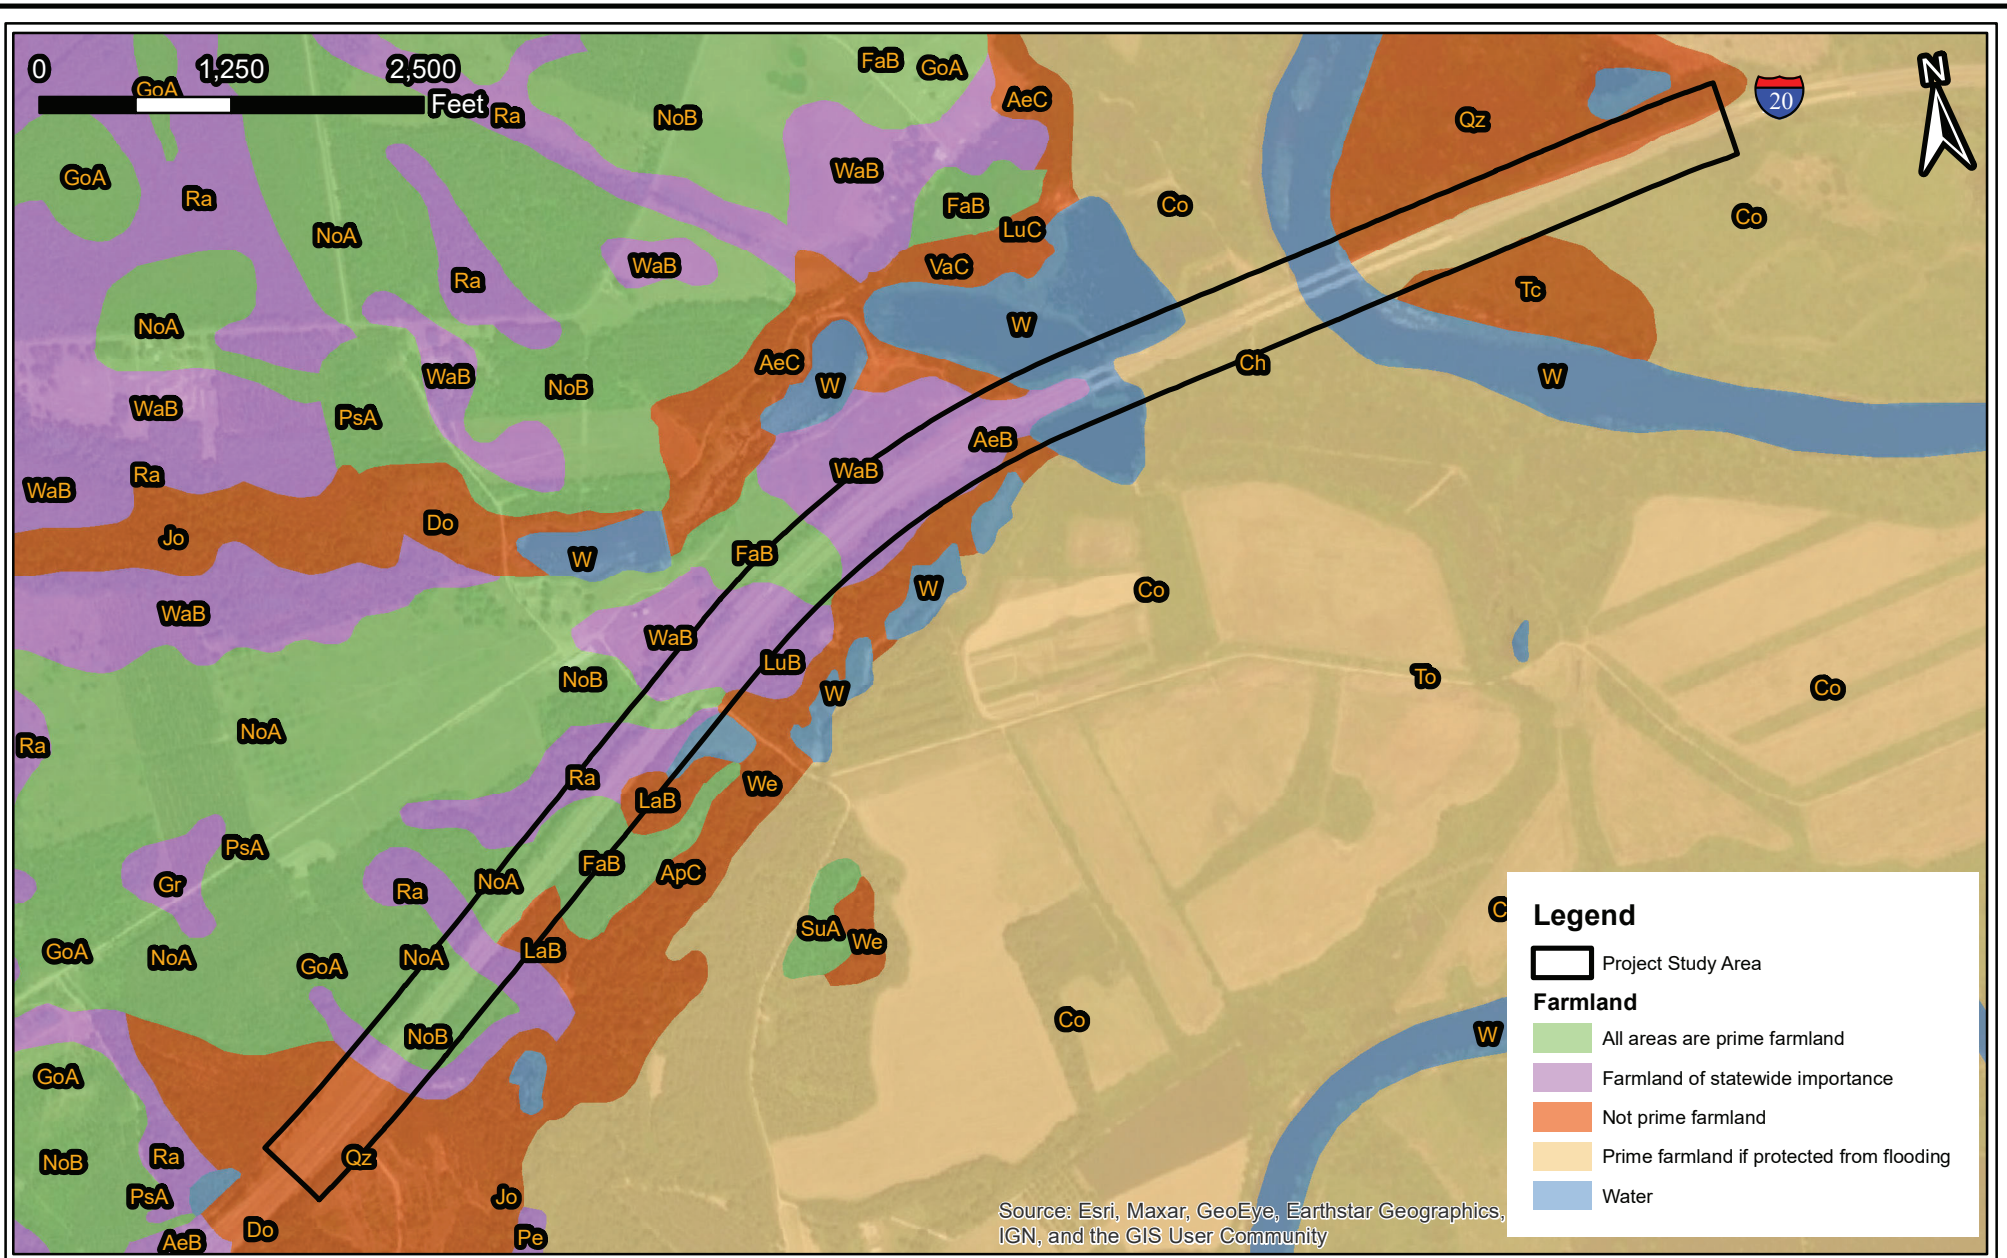 0 1,250 2,500
Feet
N
20
GoA
Ra
NoB
FaB
GoA
AeC
Qz
GoA
Ra
WaB
FaB
Co
Co
NoA
LuC
Ra
WaB
VaC
Tc
NoA
W
AeC
Ch
W
WaB
NoB
W
WaB
PsA
AeB
Ra
WaB
WaB
Jo
Do
W
FaB
W
Co
WaB
WaB
LuB
NoB
W
To
Co
Ra
NoA
Ra
LaB
We
PsA
Gr
Ra
NoA
FaB
ApC
SuA
We
C
GoA
NoA
GoA
NoA
LaB
NoB
Co
W
GoA
NoB
Ra
Qz
PsA
Jo
AeB
Do
Pe
Legend
Project Study Area
Farmland
All areas are prime farmland
Farmland of statewide importance
Not prime farmland
Prime farmland if protected from flooding
Water
Source: Esri, Maxar, GeoEye, Earthstar Geographics,
IGN, and the GIS User Community